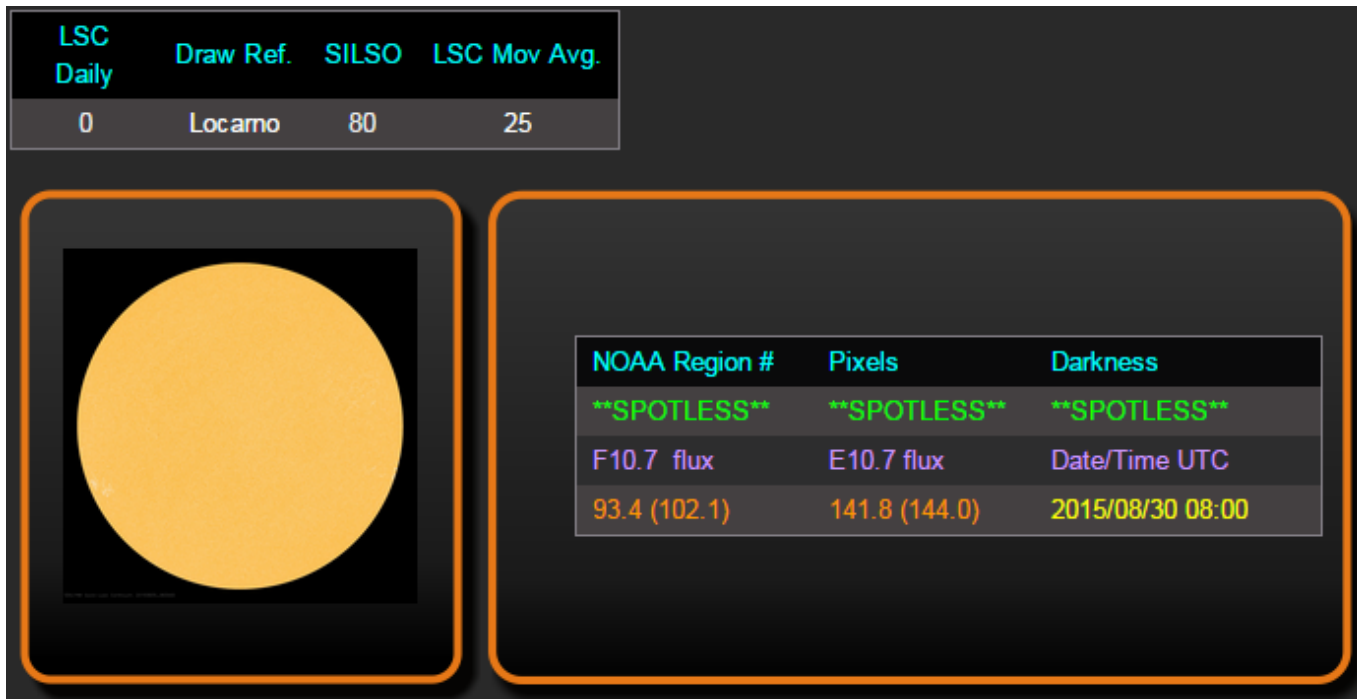 LSC Daily Draw Ref. SILSO LSC Mov Avg.
0 Locarno 80 25
NOAA Region # Pixels Darkness
**SPOTLESS** **SPOTLESS** **SPOTLESS**
F10.7 flux E10.7 flux Date/Time UTC
93.4 (102.1) 141.8 (144.0) 2015/08/30 08:00